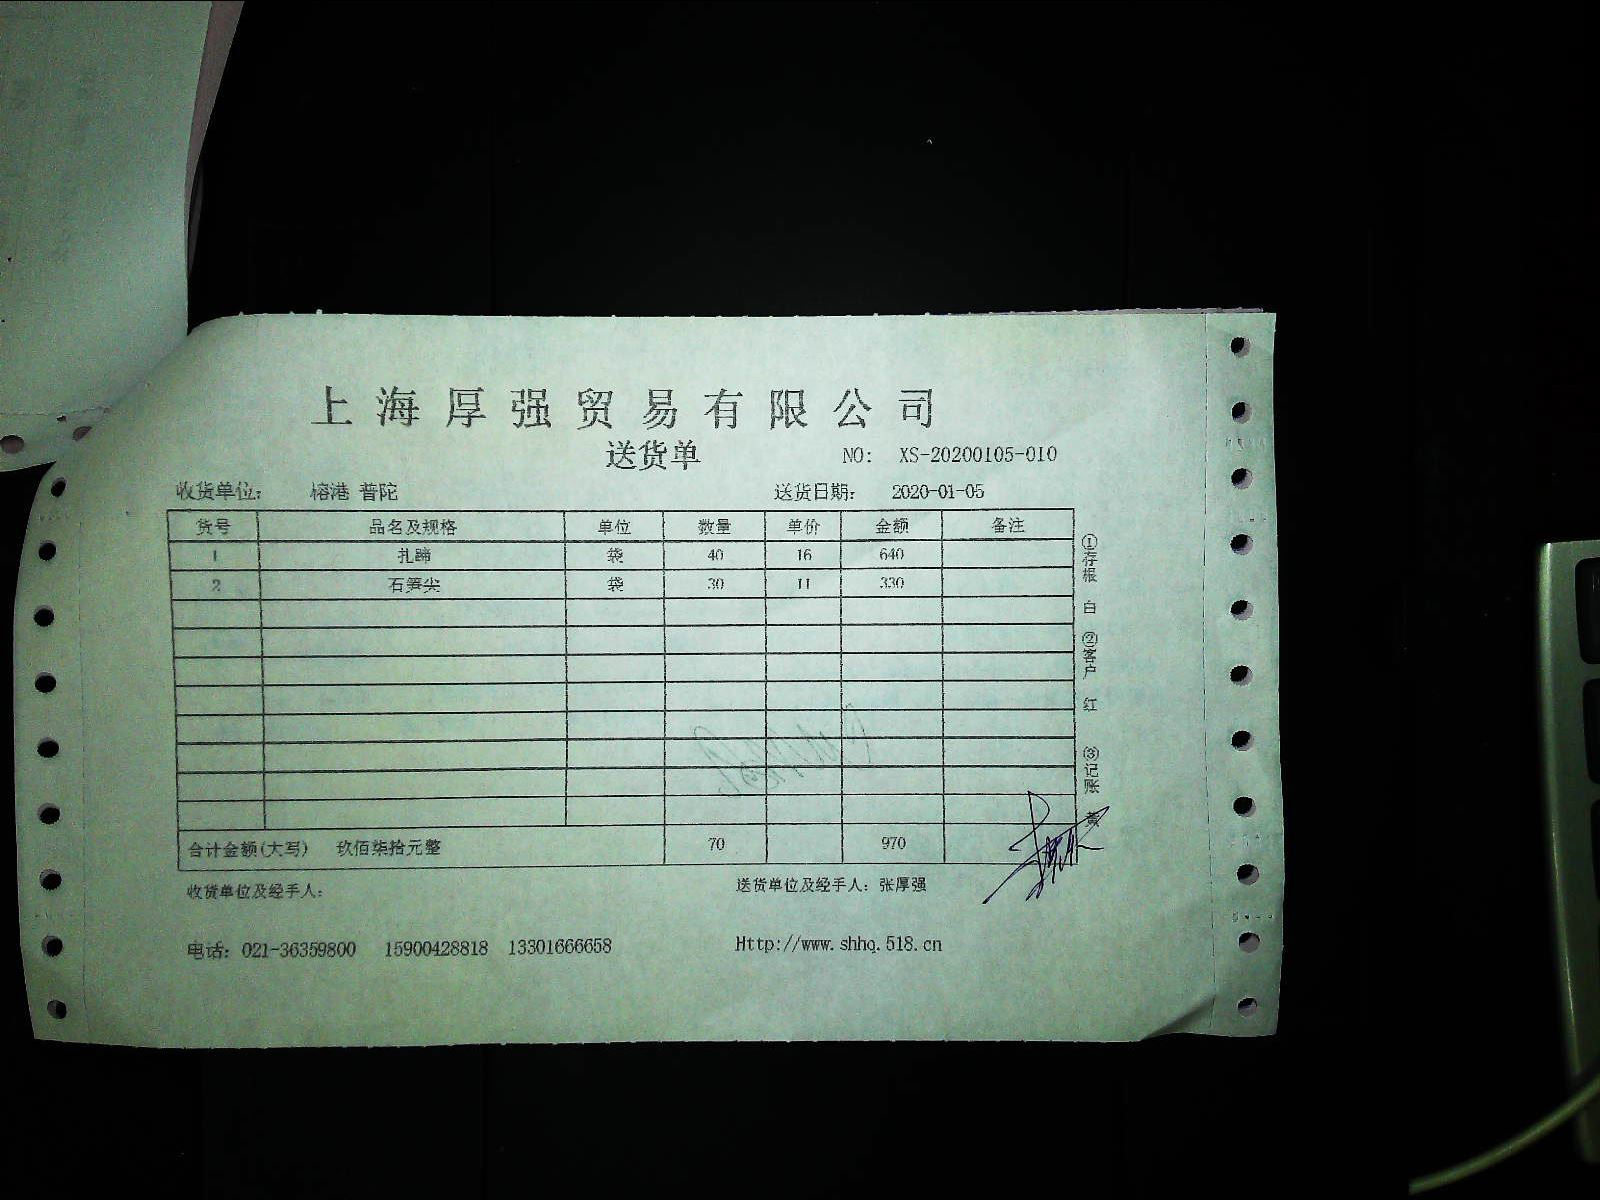 上海厚强贸易有限公司
送货单 NO: XS-20200105-010
收货单位: 榕港 普陀 送货日期: 2020-01-05
货号 品名及规格 单位 数量 单价 金额 备注
1 扎蹄 袋 40 16 640
2 石笋尖 袋 30 11 330
合计金额(大写) 玖佰柒拾元整 70 970
收货单位及经手人: 送货单位及经手人: 张厚强
电话: 021-36359800 15900428818 13301666658 Http://www.shhq.518.cn
①存根 白 ②客户 红 ③记账 黄